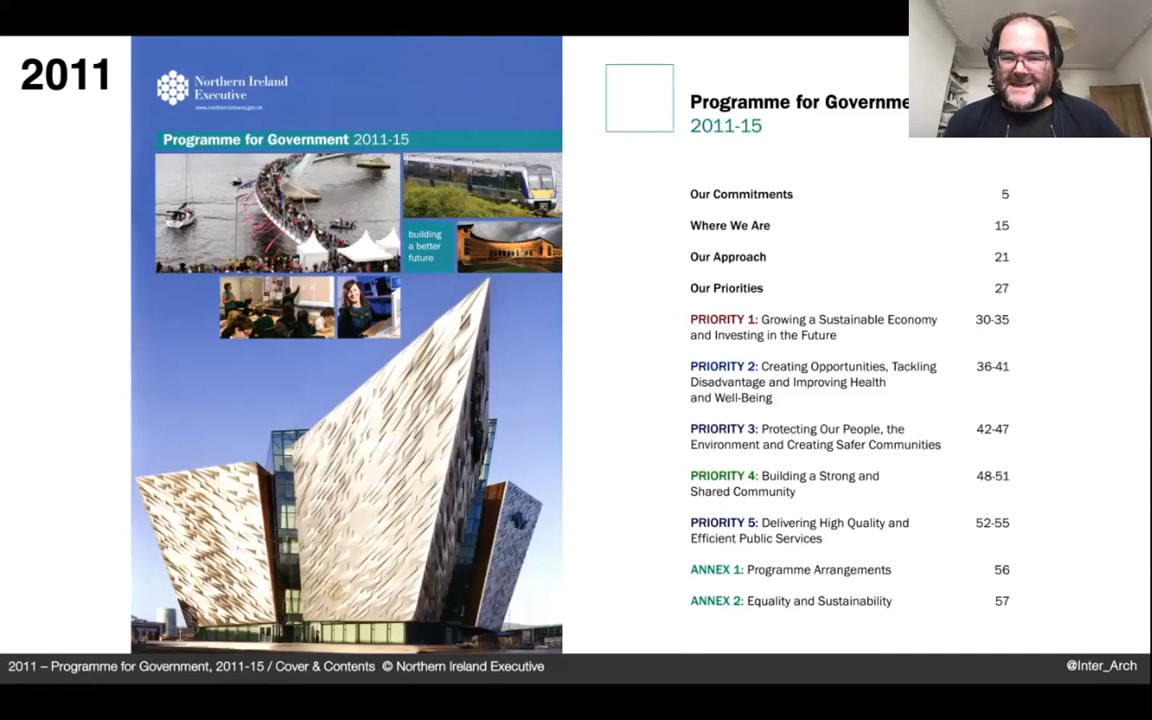 2011
Northern Ireland
Executive
www.northernireland.gov.uk
Programme for Government 2011-15
building
a better
future
Programme for Governme
2011-15
Our Commitments 5
Where We Are 15
Our Approach 21
Our Priorities 27
PRIORITY 1: Growing a Sustainable Economy 30-35
and Investing in the Future
PRIORITY 2: Creating Opportunities, Tackling 36-41
Disadvantage and Improving Health
and Well-Being
PRIORITY 3: Protecting Our People, the 42-47
Environment and Creating Safer Communities
PRIORITY 4: Building a Strong and 48-51
Shared Community
PRIORITY 5: Delivering High Quality and 52-55
Efficient Public Services
ANNEX 1: Programme Arrangements 56
ANNEX 2: Equality and Sustainability 57
2011 – Programme for Government, 2011-15 / Cover & Contents © Northern Ireland Executive
@Inter_Arch